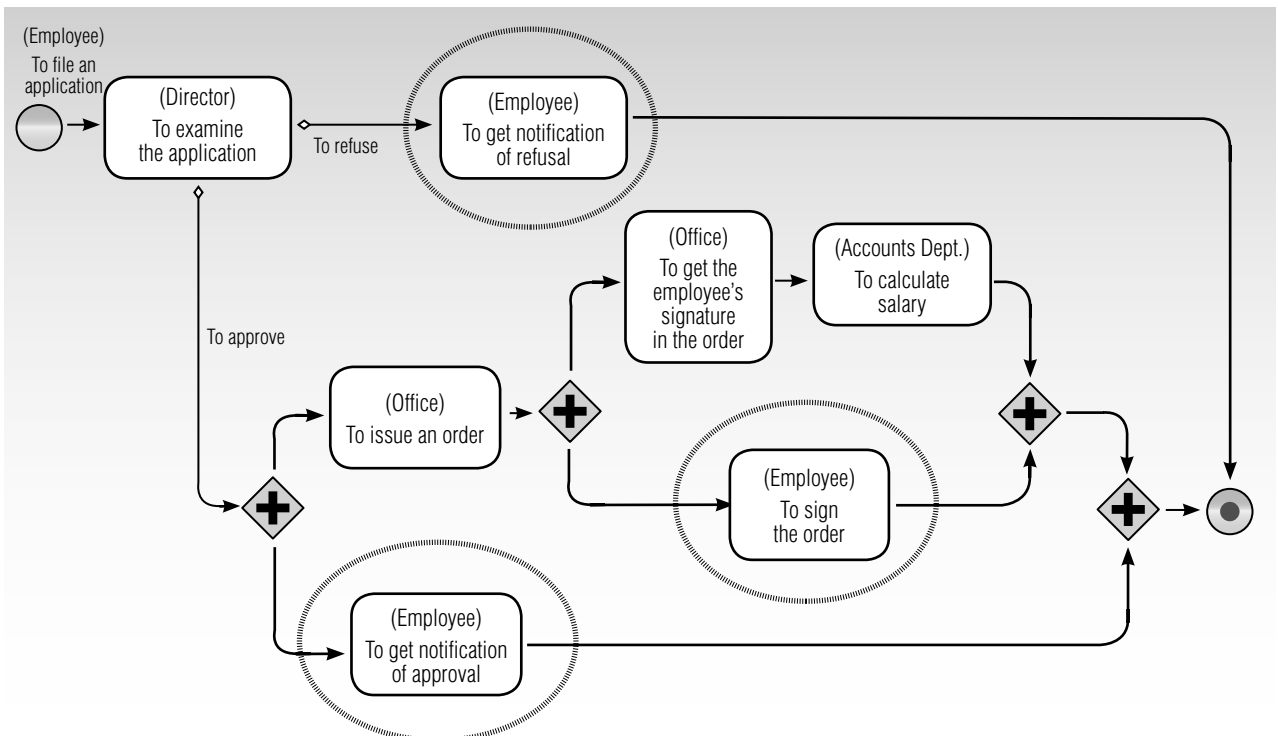 (Employee)
To file an
application
(Director)
To examine
the application
To refuse
(Employee)
To get notification
of refusal
(Office)
To get the
employee's
signature
in the order
(Accounts Dept.)
To calculate
salary
To approve
(Office)
To issue an order
(Employee)
To sign
the order
(Employee)
To get notification
of approval